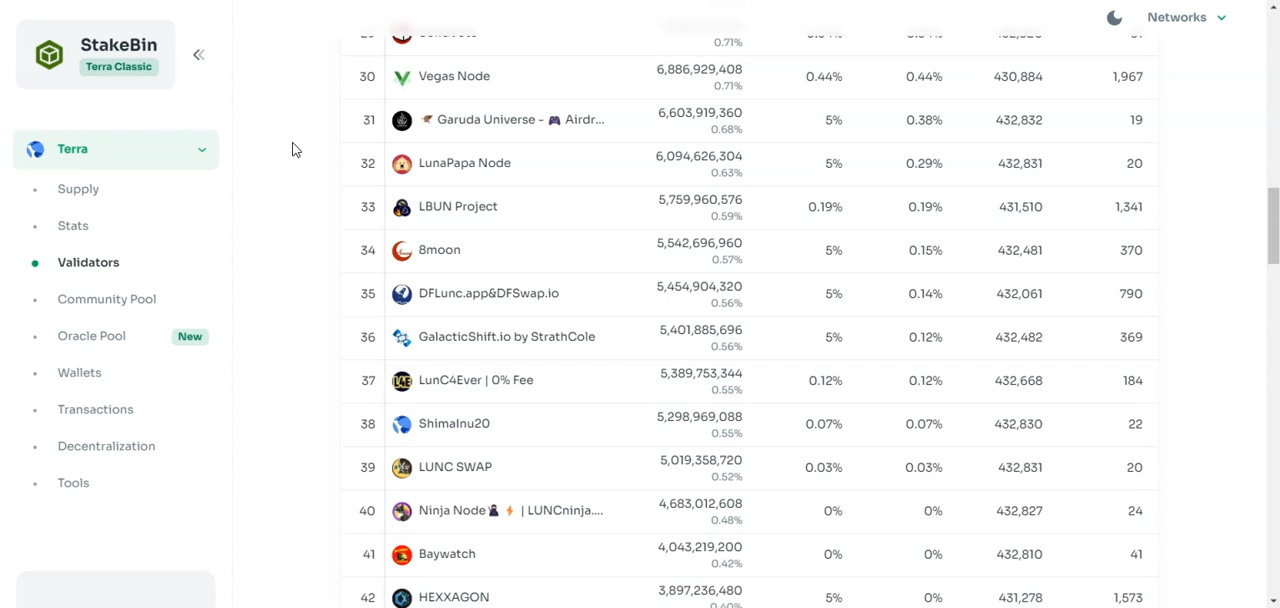 StakeBin
Terra Classic
Networks
Terra
Supply
Stats
Validators
Community Pool
Oracle Pool New
Wallets
Transactions
Decentralization
Tools
0.71%
30 Vegas Node 6,886,929,408 0.71% 0.44% 0.44% 430,884 1,967
31 Garuda Universe - 🎮 Airdr... 6,603,919,360 0.68% 5% 0.38% 432,832 19
32 LunaPapa Node 6,094,626,304 0.63% 5% 0.29% 432,831 20
33 LBUN Project 5,759,960,576 0.59% 0.19% 0.19% 431,510 1,341
34 8moon 5,542,696,960 0.57% 5% 0.15% 432,481 370
35 DFLunc.app&DFSwap.io 5,454,904,320 0.56% 5% 0.14% 432,061 790
36 GalacticShift.io by StrathCole 5,401,885,696 0.56% 5% 0.12% 432,482 369
37 LunC4Ever | 0% Fee 5,389,753,344 0.55% 0.12% 0.12% 432,668 184
38 ShimaInu20 5,298,969,088 0.55% 0.07% 0.07% 432,830 22
39 LUNC SWAP 5,019,358,720 0.52% 0.03% 0.03% 432,831 20
40 Ninja Node🥷⚡ | LUNCninja.... 4,683,012,608 0.48% 0% 0% 432,827 24
41 Baywatch 4,043,219,200 0.42% 0% 0% 432,810 41
42 HEXXAGON 3,897,236,480 0.40% 5% 0% 431,278 1,573